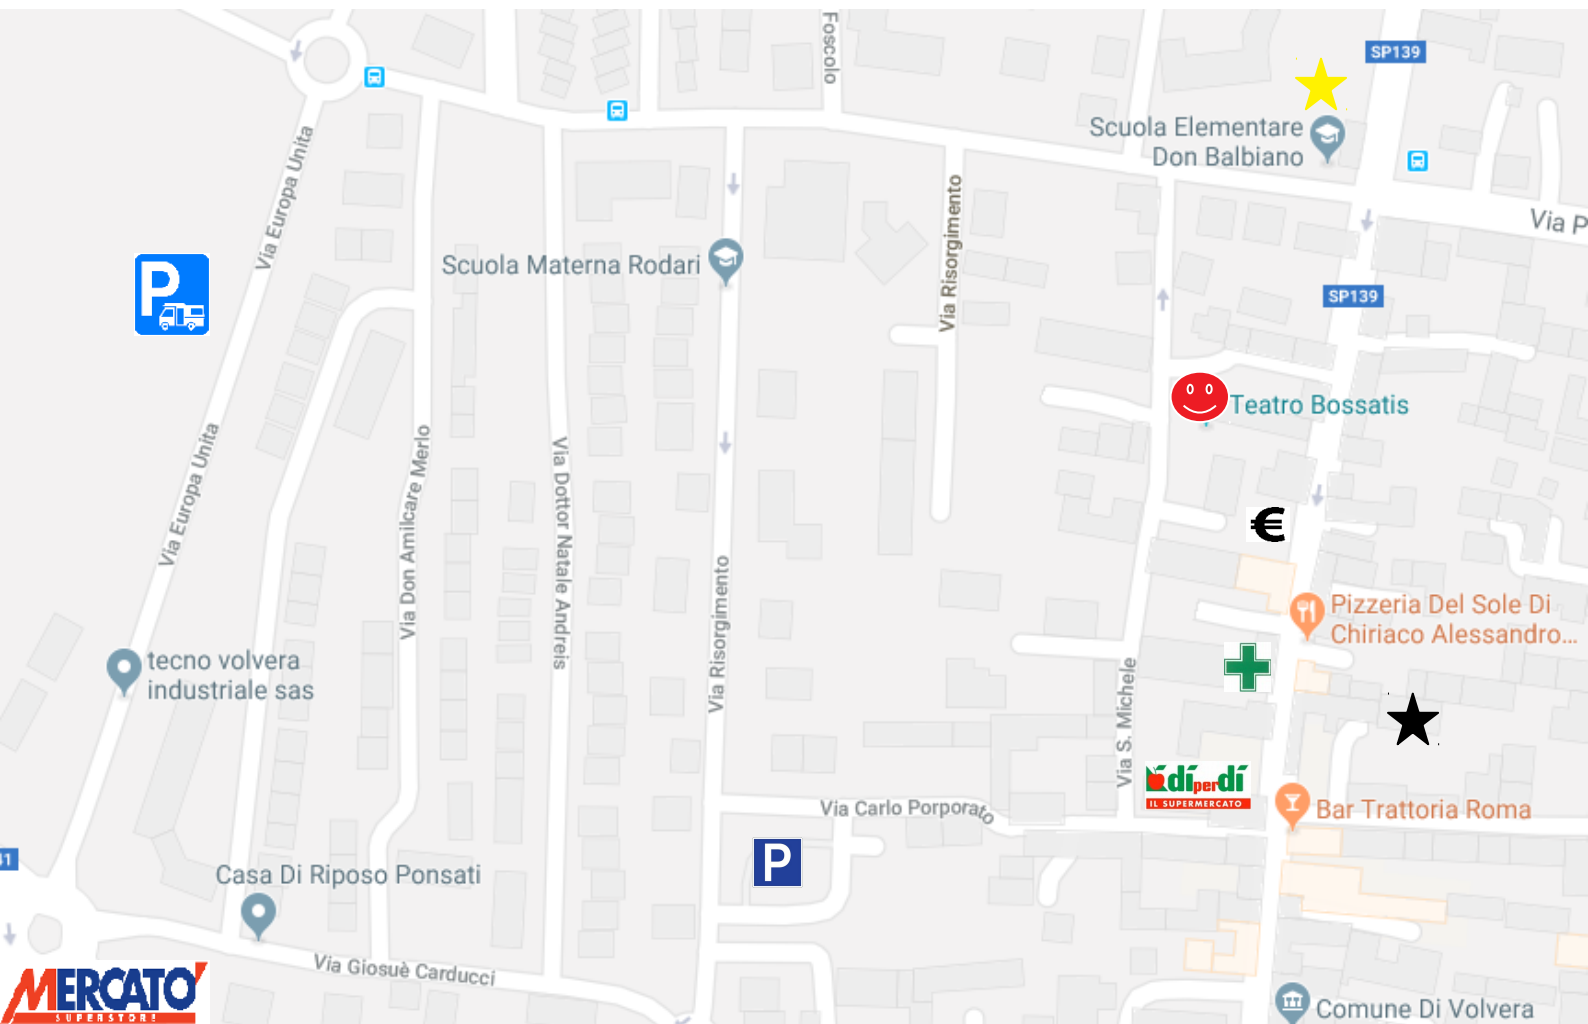 Foscolo
SP139
Scuola Elementare
Don Balbiano
Via P
Via Europa Unita
P
Scuola Materna Rodari
Via Risorgimento
SP139
Teatro Bossatis
Via Europa Unita
Via Don Amilcare Merlo
Via Dottor Natale Andreis
€
Pizzeria Del Sole Di
Chiriaco Alessandro...
tecno volvera
industriale sas
Via Risorgimento
Via S. Michele
díperdí
IL SUPERMERCATO
Via Carlo Porporato
Bar Trattoria Roma
P
41
Casa Di Riposo Ponsati
Via Giosuè Carducci
MERCATO'
SUPERSTORE
Comune Di Volvera